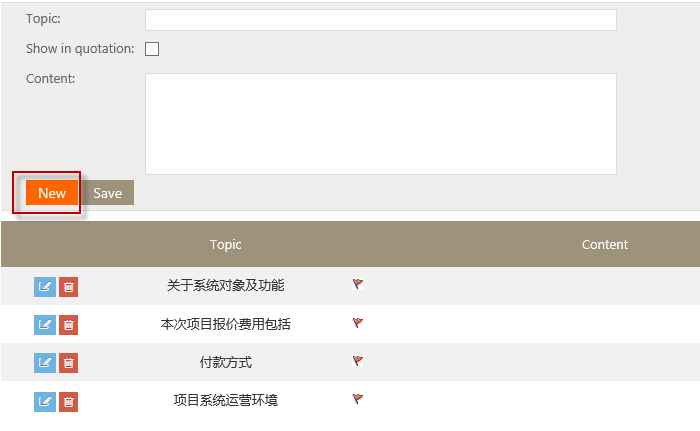 Topic:
Show in quotation:
Content:
New Save
Topic Content
关于系统对象及功能
本次项目报价费用包括
付款方式
项目系统运营环境